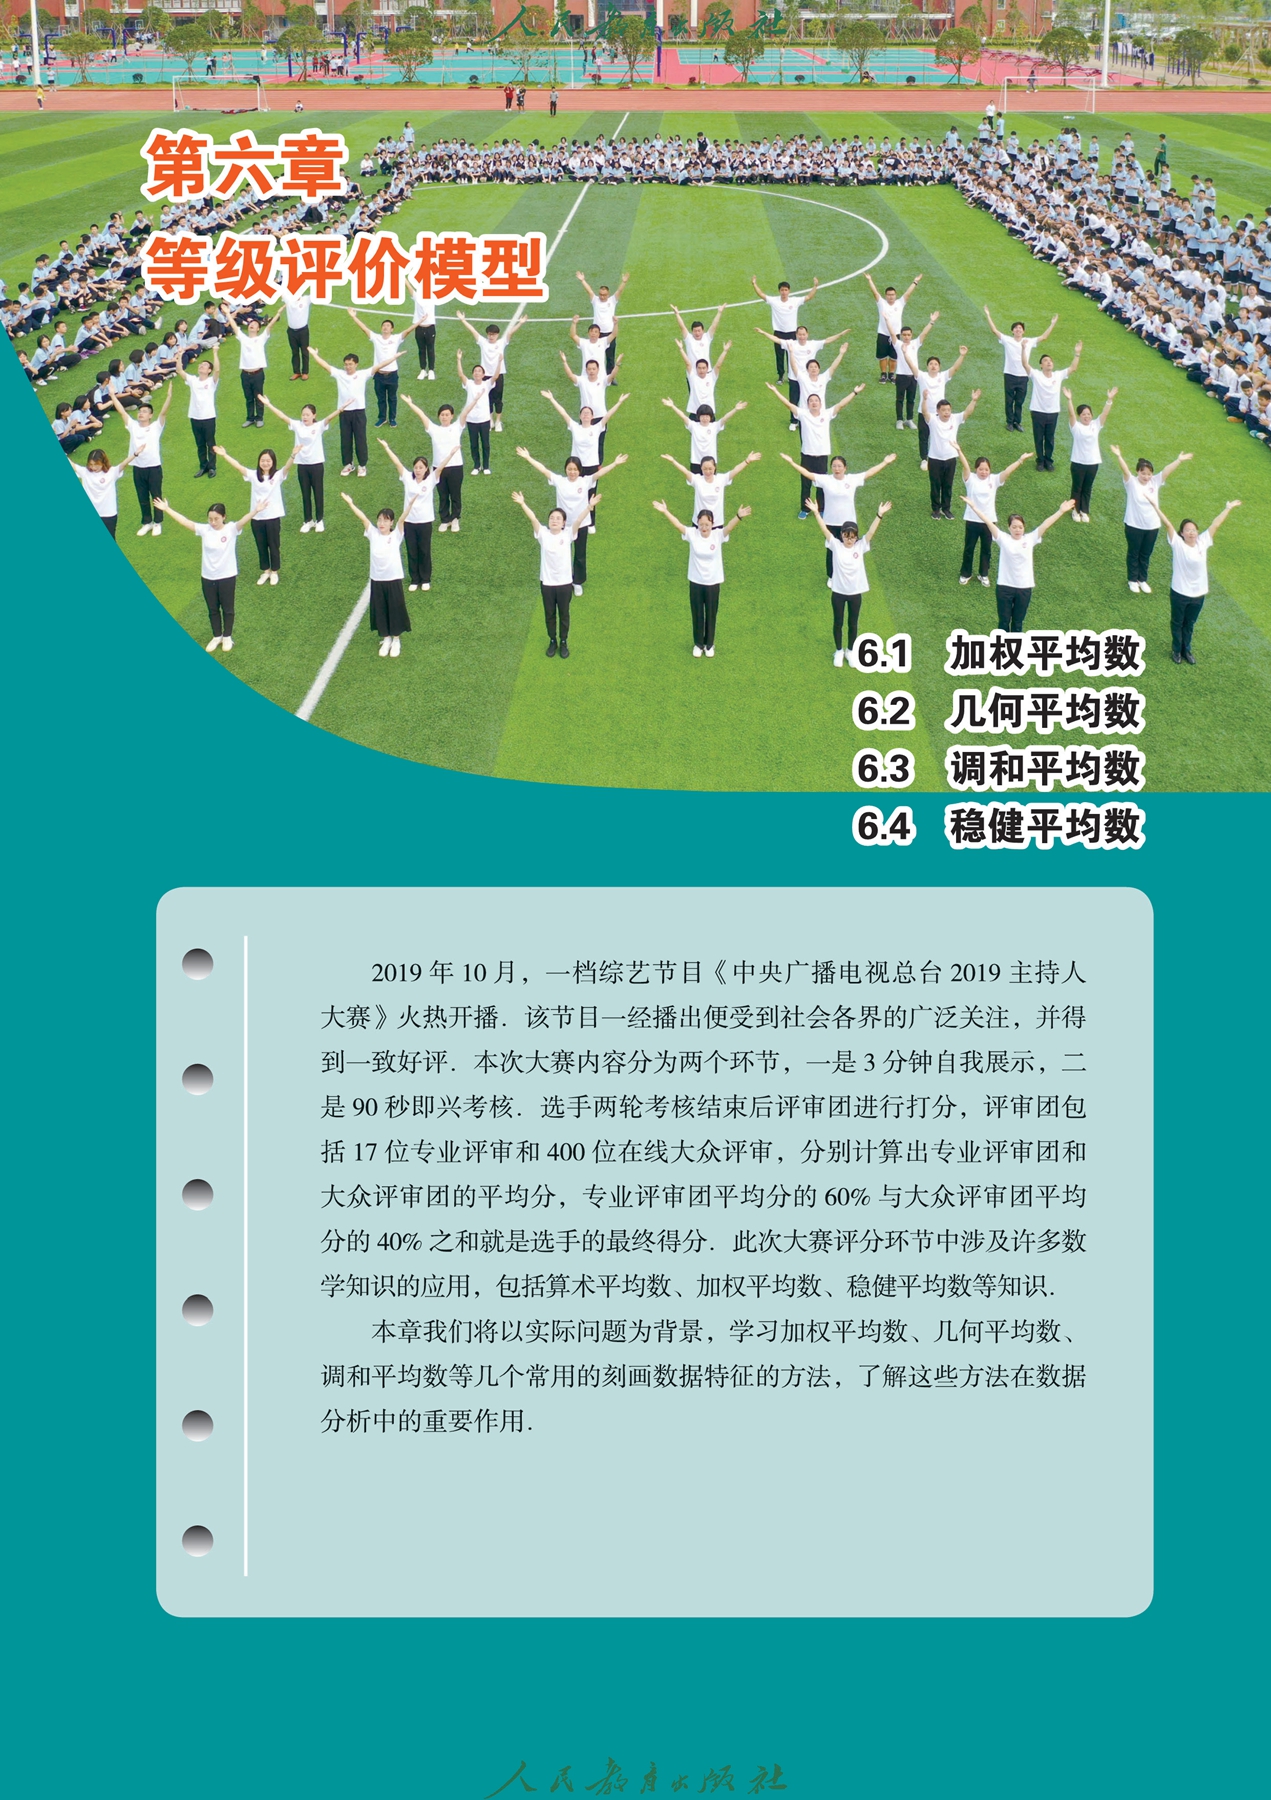 人民教育出版社
第六章
等级评价模型
6.1 加权平均数
6.2 几何平均数
6.3 调和平均数
6.4 稳健平均数
2019 年 10 月，一档综艺节目《中央广播电视总台 2019 主持人
大赛》火热开播．该节目一经播出便受到社会各界的广泛关注，并得
到一致好评．本次大赛内容分为两个环节，一是 3 分钟自我展示，二
是 90 秒即兴考核．选手两轮考核结束后评审团进行打分，评审团包
括 17 位专业评审和 400 位在线大众评审，分别计算出专业评审团和
大众评审团的平均分，专业评审团平均分的 60% 与大众评审团平均
分的 40% 之和就是选手的最终得分．此次大赛评分环节中涉及许多数
学知识的应用，包括算术平均数、加权平均数、稳健平均数等知识．
本章我们将以实际问题为背景，学习加权平均数、几何平均数、
调和平均数等几个常用的刻画数据特征的方法，了解这些方法在数据
分析中的重要作用．
人民教育出版社